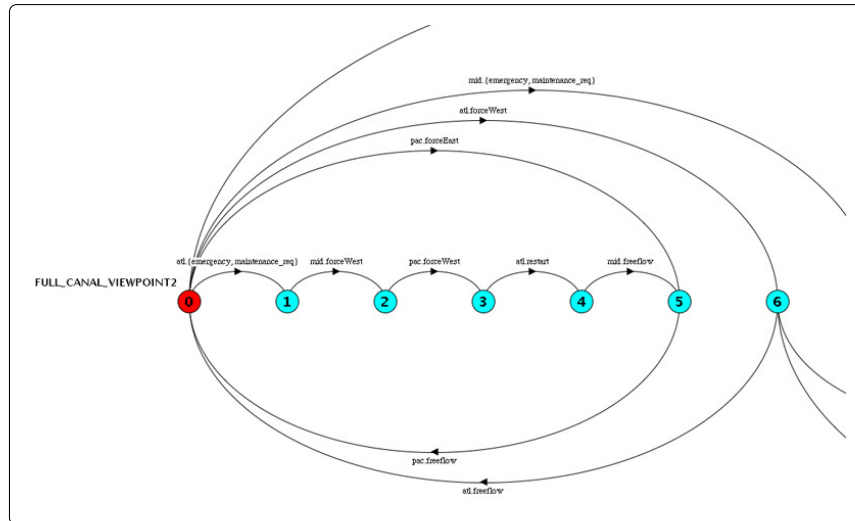 mid.{emergency, maintenance_req}
atl.forceWest
pac.forceEast
atl.{emergency, maintenance_req}
mid.forceWest
pac.forceWest
atl.restart
mid.freeflow
FULL_CANAL_VIEWPOINT2
0
1
2
3
4
5
6
pac.freeflow
atl.freeflow